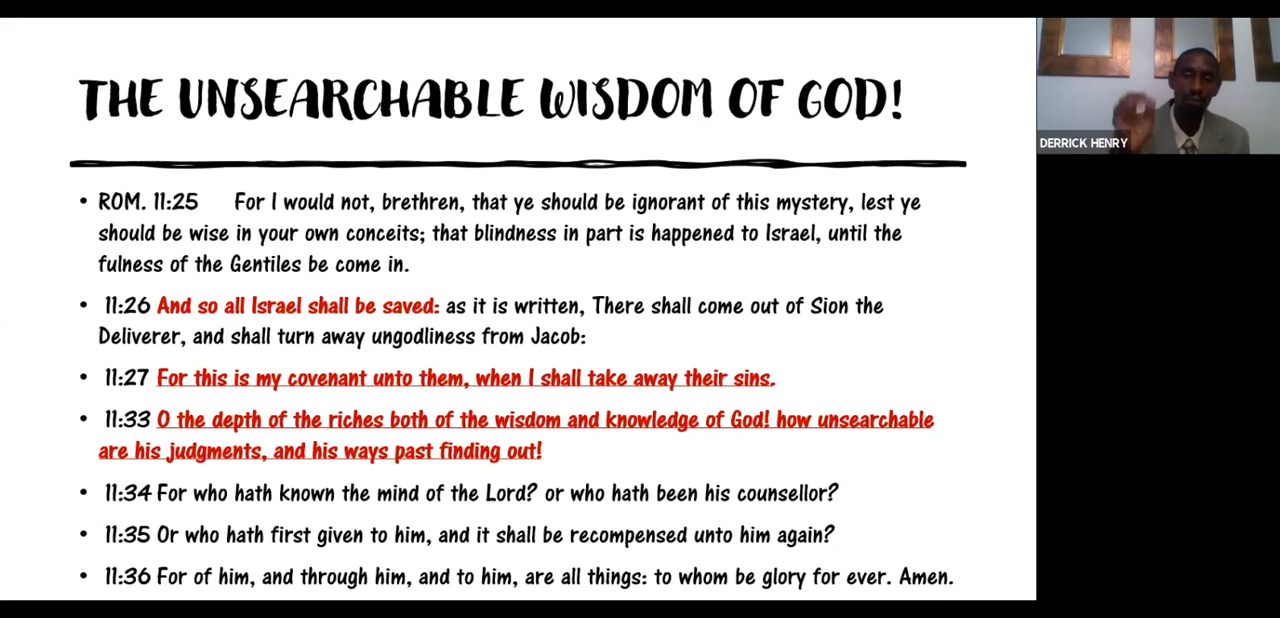 THE UNSEARCHABLE WISDOM OF GOD!
DERRICK HENRY
• ROM. 11:25 For I would not, brethren, that ye should be ignorant of this mystery, lest ye
should be wise in your own conceits; that blindness in part is happened to Israel, until the
fulness of the Gentiles be come in.
• 11:26 And so all Israel shall be saved: as it is written, There shall come out of Sion the
Deliverer, and shall turn away ungodliness from Jacob:
• 11:27 For this is my covenant unto them, when I shall take away their sins.
• 11:33 O the depth of the riches both of the wisdom and knowledge of God! how unsearchable
are his judgments, and his ways past finding out!
• 11:34 For who hath known the mind of the Lord? or who hath been his counsellor?
• 11:35 Or who hath first given to him, and it shall be recompensed unto him again?
• 11:36 For of him, and through him, and to him, are all things: to whom be glory for ever. Amen.